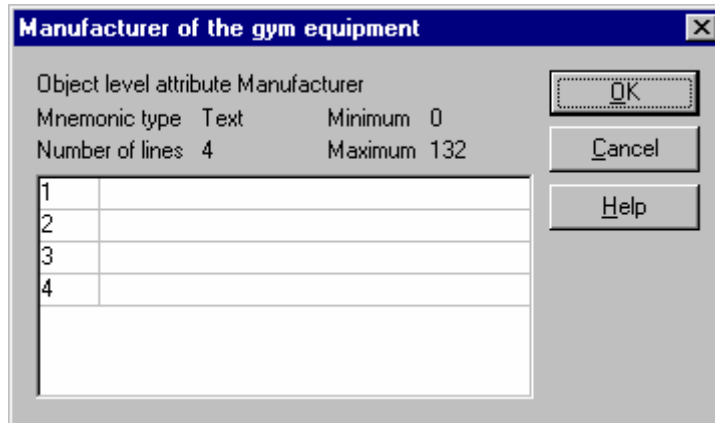 Manufacturer of the gym equipment
Object level attribute Manufacturer
Mnemonic type Text Minimum 0
Number of lines 4 Maximum 132
1
2
3
4
OK
Cancel
Help